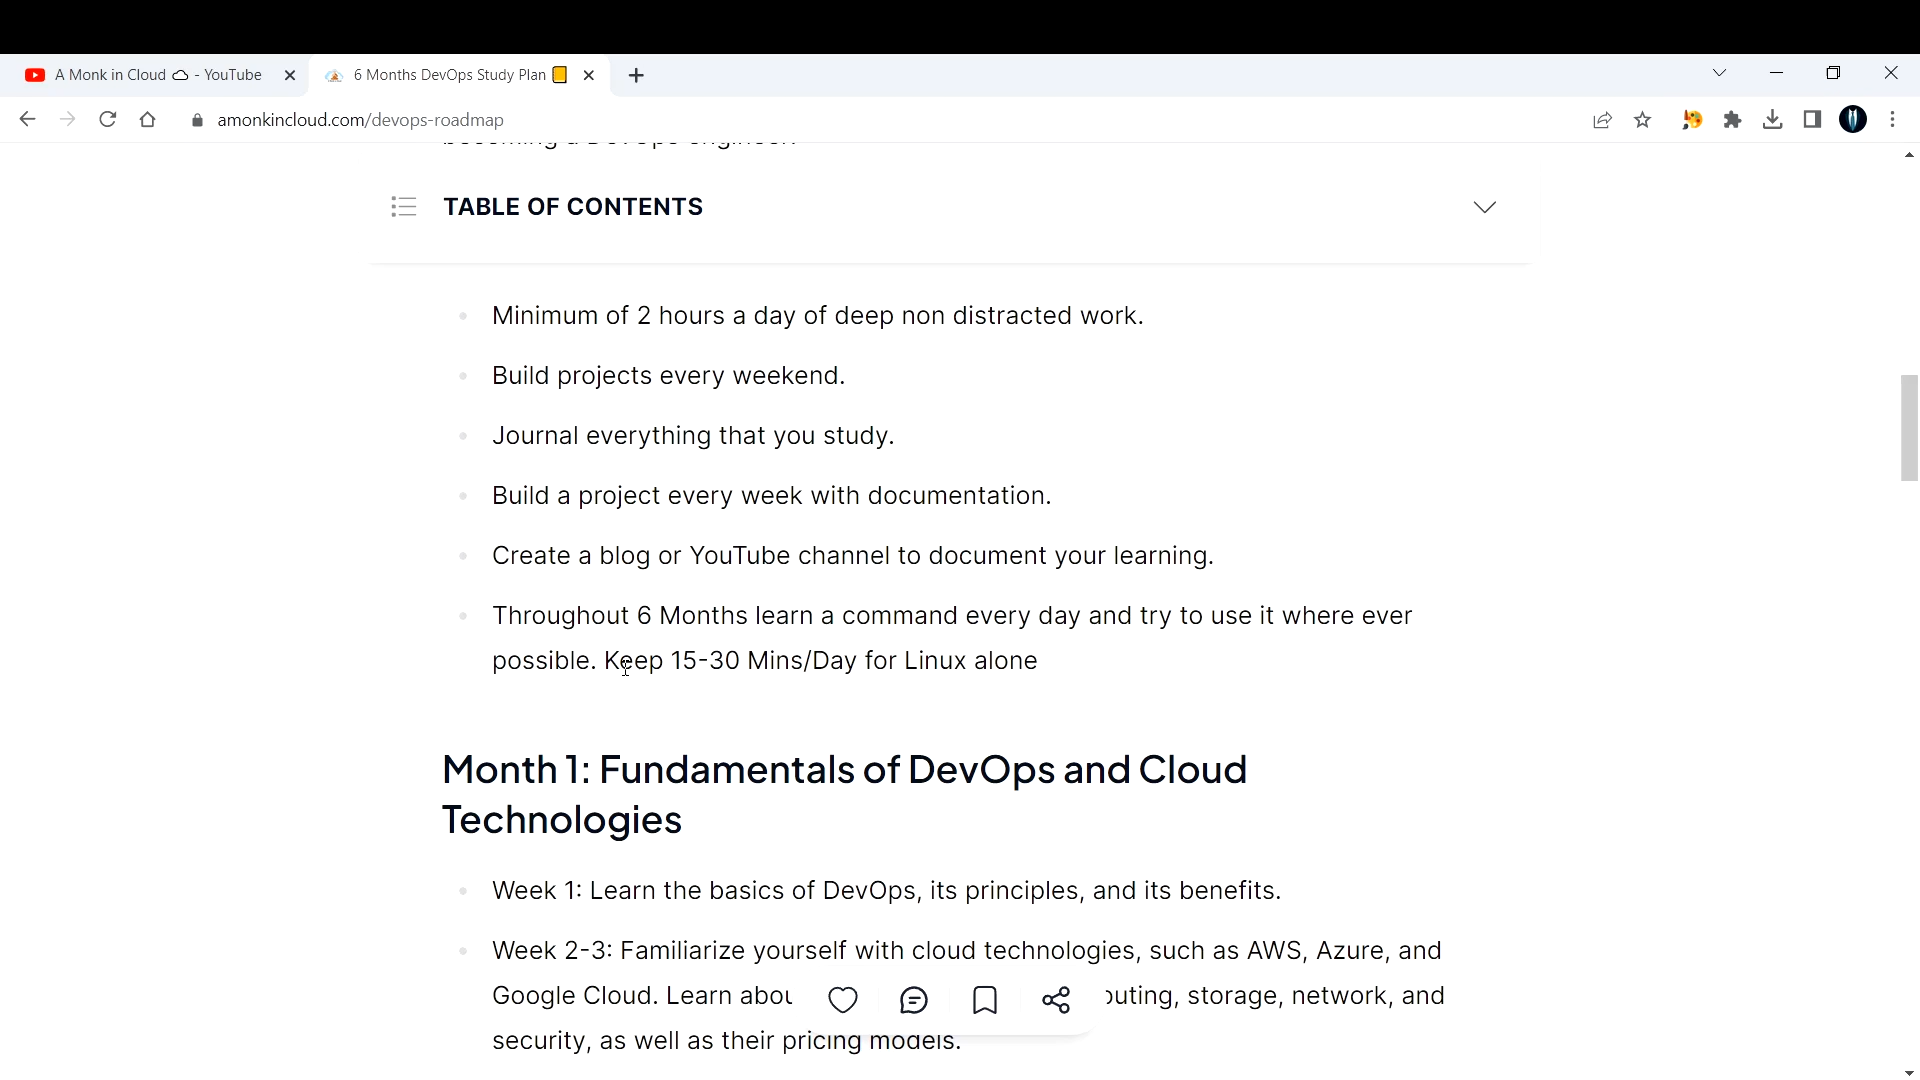 A Monk in Cloud - YouTube
6 Months DevOps Study Plan
amonkincloud.com/devops-roadmap
becoming a DevOps engineer.
TABLE OF CONTENTS
Minimum of 2 hours a day of deep non distracted work.
Build projects every weekend.
Journal everything that you study.
Build a project every week with documentation.
Create a blog or YouTube channel to document your learning.
Throughout 6 Months learn a command every day and try to use it where ever
possible. Keep 15-30 Mins/Day for Linux alone
Month 1: Fundamentals of DevOps and Cloud
Technologies
Week 1: Learn the basics of DevOps, its principles, and its benefits.
Week 2-3: Familiarize yourself with cloud technologies, such as AWS, Azure, and
Google Cloud. Learn storage, network, and
security, as well as their pricing models.